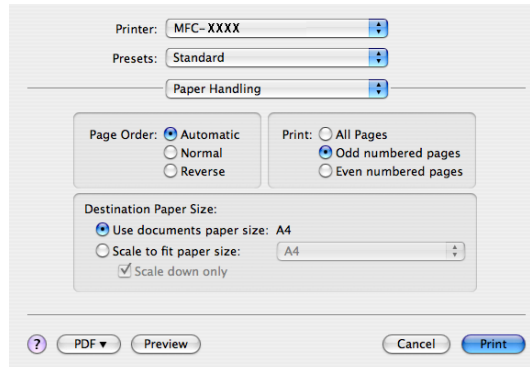 Printer: MFC-XXXX
Presets: Standard
Paper Handling
Page Order: Automatic
Normal
Reverse
Print: All Pages
Odd numbered pages
Even numbered pages
Destination Paper Size:
Use documents paper size: A4
Scale to fit paper size: A4
Scale down only
? PDF ▼ Preview Cancel Print